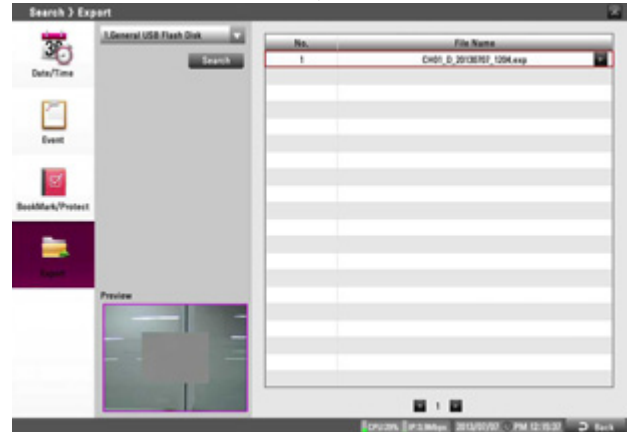 Search > Export
Date/Time
Event
BookMark/Protect
Export
1.General USB Flash Disk
Search
Preview
No. File Name
1 CH01_D_20130707_1204.exp
1
2013/07/07 PM 12:15:37 Back